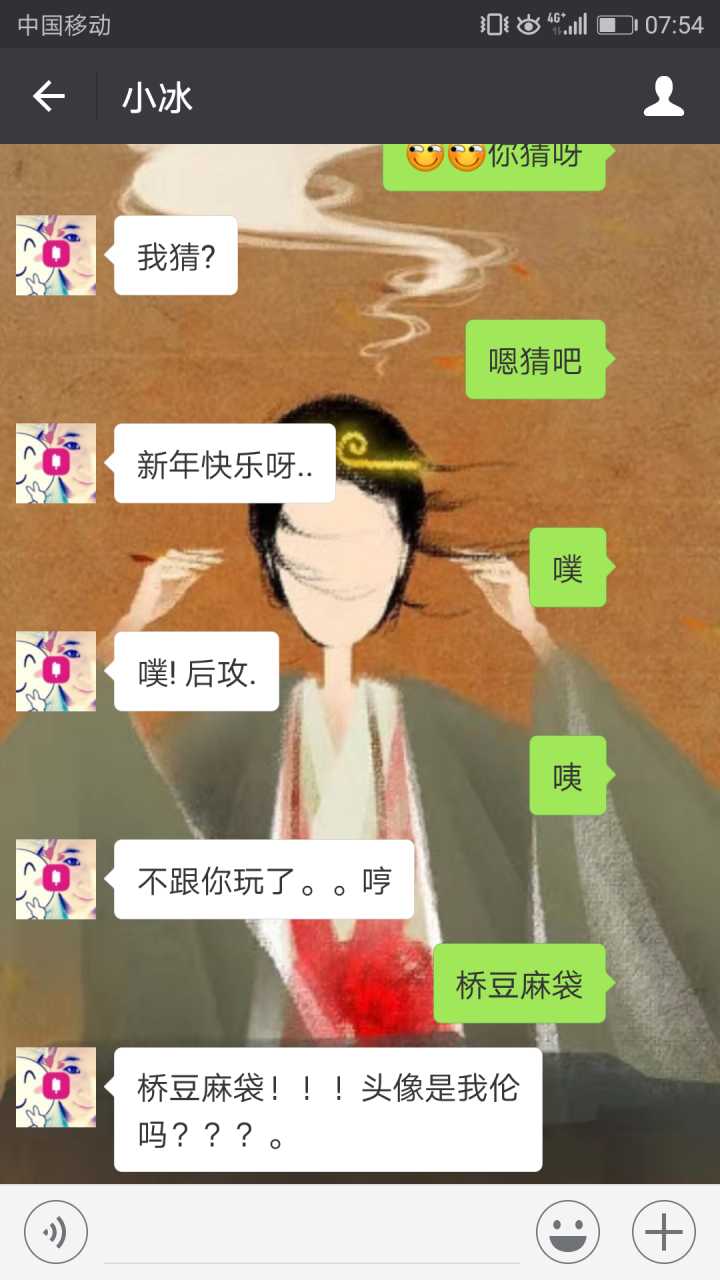 中国移动 4G+ 07:54
小冰
你猜呀
我猜?
嗯猜吧
新年快乐呀..
噗
噗! 后攻.
咦
不跟你玩了。。哼
桥豆麻袋
桥豆麻袋！！！头像是我伦
吗？？？。